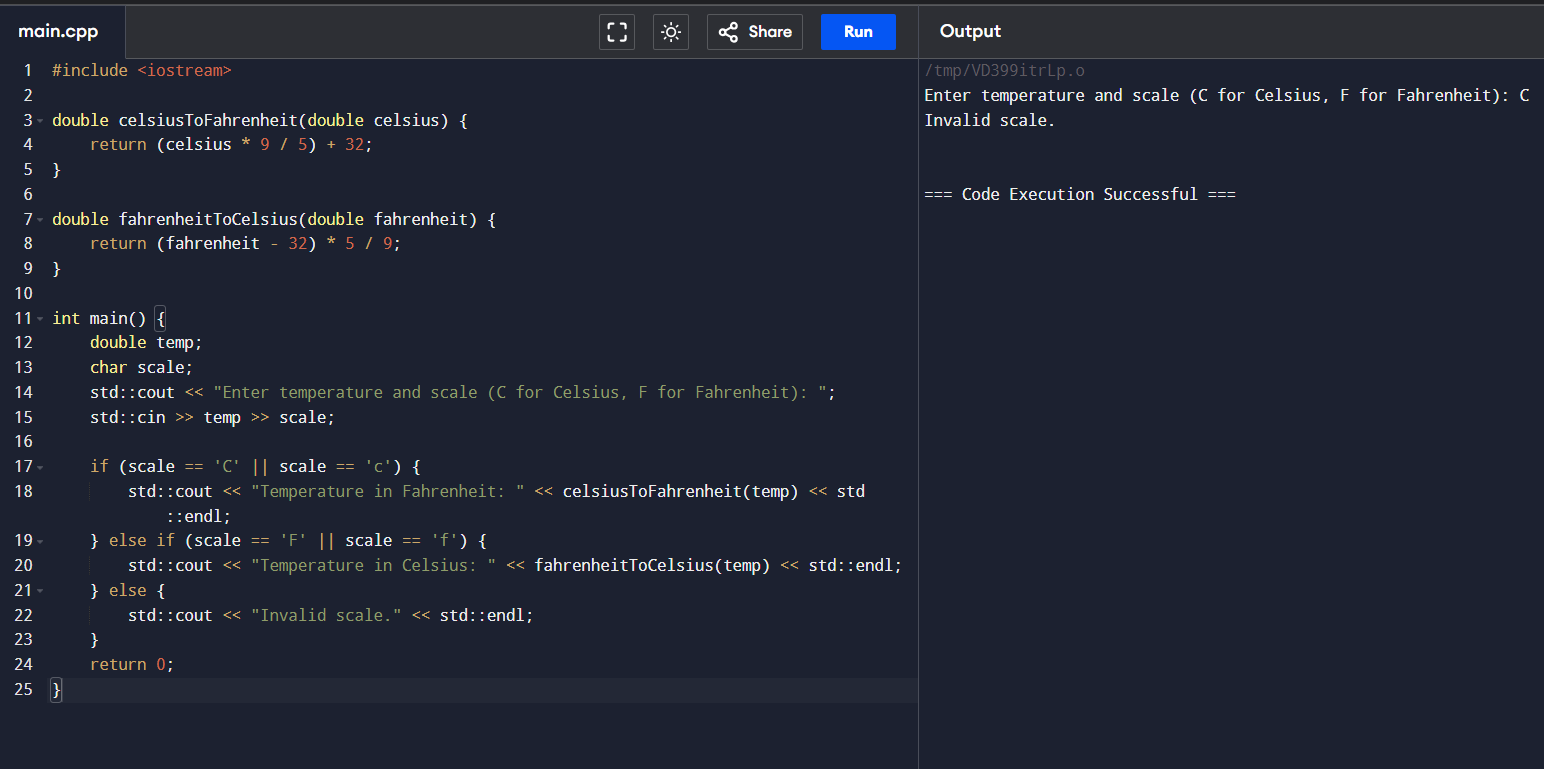 main.cpp
Share
Run
Output
1 #include <iostream>
2
3 double celsiusToFahrenheit(double celsius) {
4     return (celsius * 9 / 5) + 32;
5 }
6
7 double fahrenheitToCelsius(double fahrenheit) {
8     return (fahrenheit - 32) * 5 / 9;
9 }
10
11 int main() {
12     double temp;
13     char scale;
14     std::cout << "Enter temperature and scale (C for Celsius, F for Fahrenheit): ";
15     std::cin >> temp >> scale;
16
17     if (scale == 'C' || scale == 'c') {
18         std::cout << "Temperature in Fahrenheit: " << celsiusToFahrenheit(temp) << std
            ::endl;
19     } else if (scale == 'F' || scale == 'f') {
20         std::cout << "Temperature in Celsius: " << fahrenheitToCelsius(temp) << std::endl;
21     } else {
22         std::cout << "Invalid scale." << std::endl;
23     }
24     return 0;
25 }
/tmp/VD399itrLp.o
Enter temperature and scale (C for Celsius, F for Fahrenheit): C
Invalid scale.
=== Code Execution Successful ===